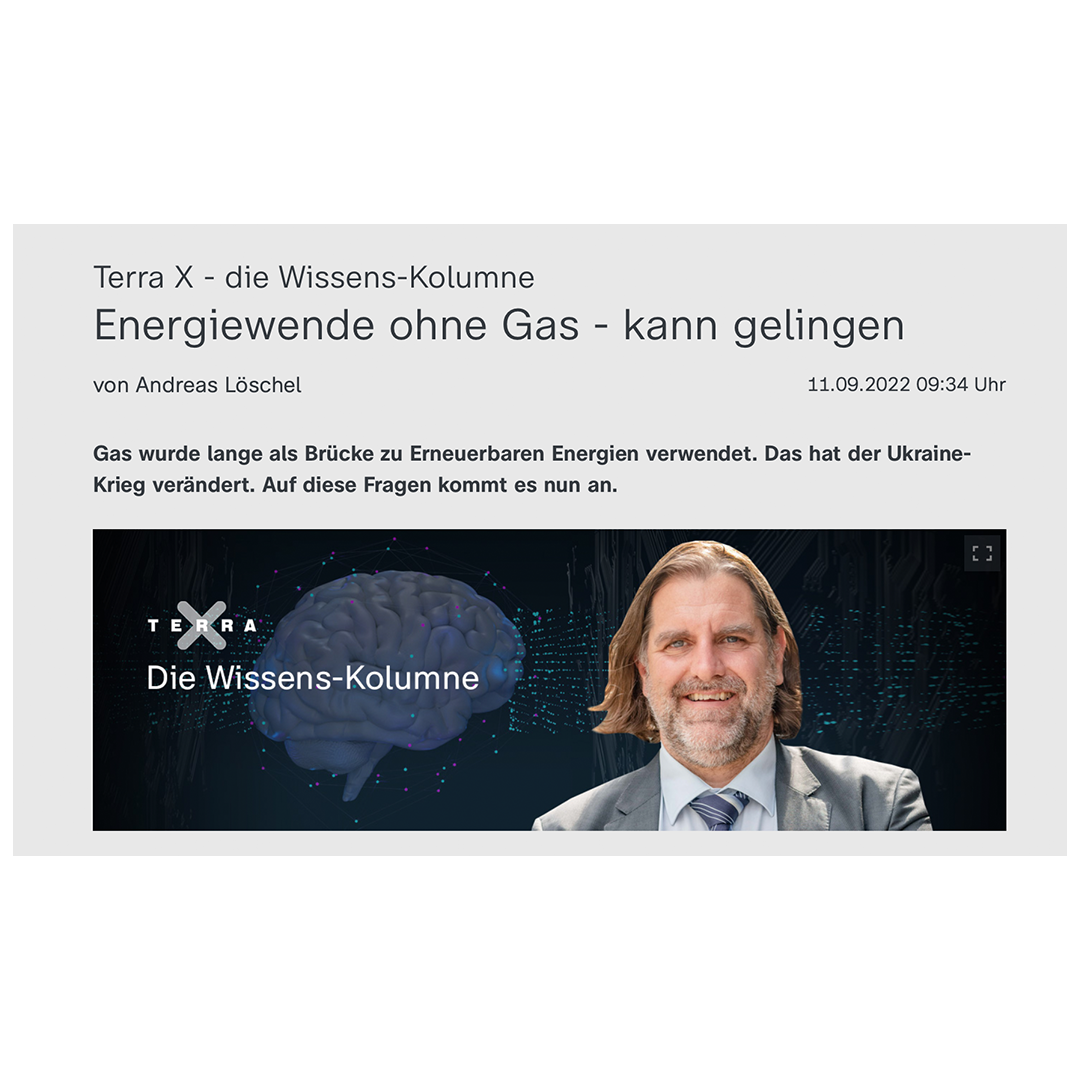 Terra X - die Wissens-Kolumne
Energiewende ohne Gas - kann gelingen
von Andreas Löschel
11.09.2022 09:34 Uhr
Gas wurde lange als Brücke zu Erneuerbaren Energien verwendet. Das hat der Ukraine-
Krieg verändert. Auf diese Fragen kommt es nun an.
TERRA X
Die Wissens-Kolumne